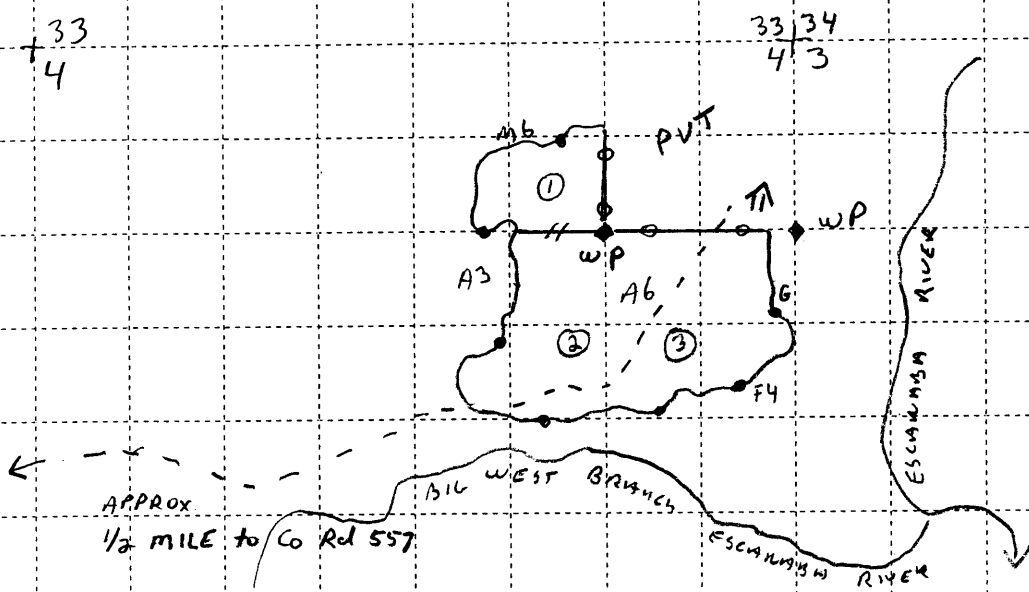 33
4
33 34
4 3
M6
PVT
1
WP
WP
A3
A6
G
2
3
F4
ESCANABA RIVER
BIG WEST BRANCH ESCANABA RIVER
APPROX
1/2 MILE to Co Rd 557